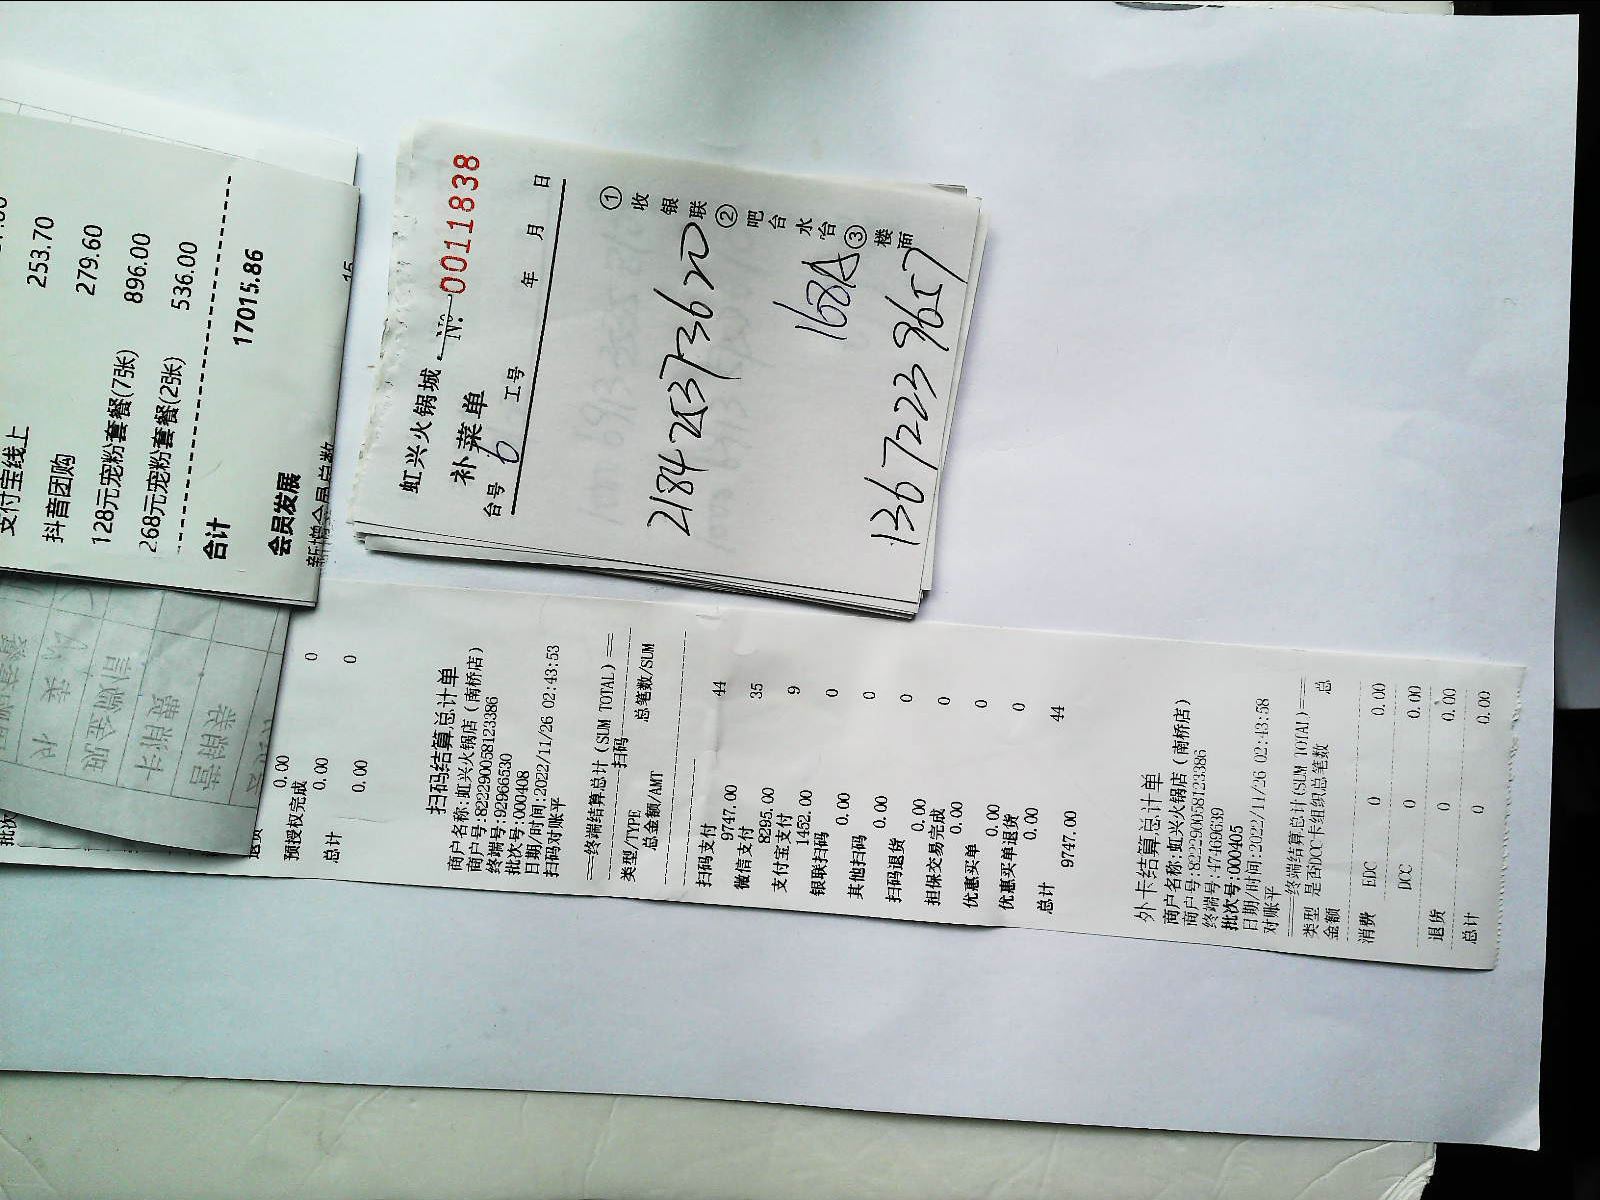 支付宝线上
抖音团购 253.70
128元宠粉套餐(7张) 279.60
268元宠粉套餐(2张) 896.00
536.00
合计 17015.86
会员发展
虹兴火锅城
№ 0011838
补菜单
台号 6 工号 年 月 日
①收银联②吧台水台③楼面
168A
预授权完成 0
0.00
0.00
总计 0
0.00
扫码结算总计单
商户名称:虹兴火锅店(南桥店)
商户号:822290058123386
终端号:92966530
批次号:000408
日期/时间:2022/11/26 02:43:53
扫码对账平
===终端结算总计(SUM TOTAL)===
扫码
类型/TYPE 总笔数/SUM
总金额/AMT
扫码支付 44
9747.00
微信支付 35
8295.00
支付宝支付 9
1452.00
银联扫码 0
0.00
其他扫码 0
0.00
扫码退货 0
0.00
担保交易完成 0
0.00
优惠买单 0
0.00
优惠买单退货 0
0.00
总计 44
9747.00
外卡结算总计单
商户名称:虹兴火锅店(南桥店)
商户号:822290058123386
终端号:47469639
批次号:000405
日期/时间:2022/11/26 02:43:58
对账平
===终端结算总计(SUM TOTAL)===
类型 是否DCC 卡组织总笔数 总
金额
消费 EDC 0 0.00
DCC 0 0.00
退货 0 0.00
总计 0 0.00